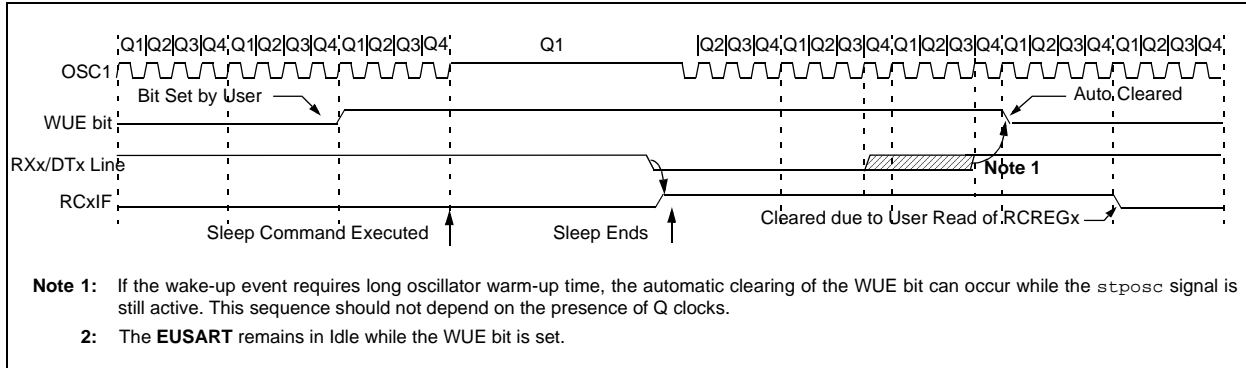 Q1|Q2|Q3|Q4 Q1|Q2|Q3|Q4 Q1|Q2|Q3|Q4 Q1 |Q2|Q3|Q4 Q1|Q2|Q3|Q4 Q1|Q2|Q3|Q4 Q1|Q2|Q3|Q4 Q1|Q2|Q3|Q4
OSC1
Bit Set by User Auto Cleared
WUE bit
RXx/DTx Line
Note 1
RCxIF
Cleared due to User Read of RCREGx
Sleep Command Executed Sleep Ends
Note 1: If the wake-up event requires long oscillator warm-up time, the automatic clearing of the WUE bit can occur while the stposc signal is
still active. This sequence should not depend on the presence of Q clocks.
2: The EUSART remains in Idle while the WUE bit is set.